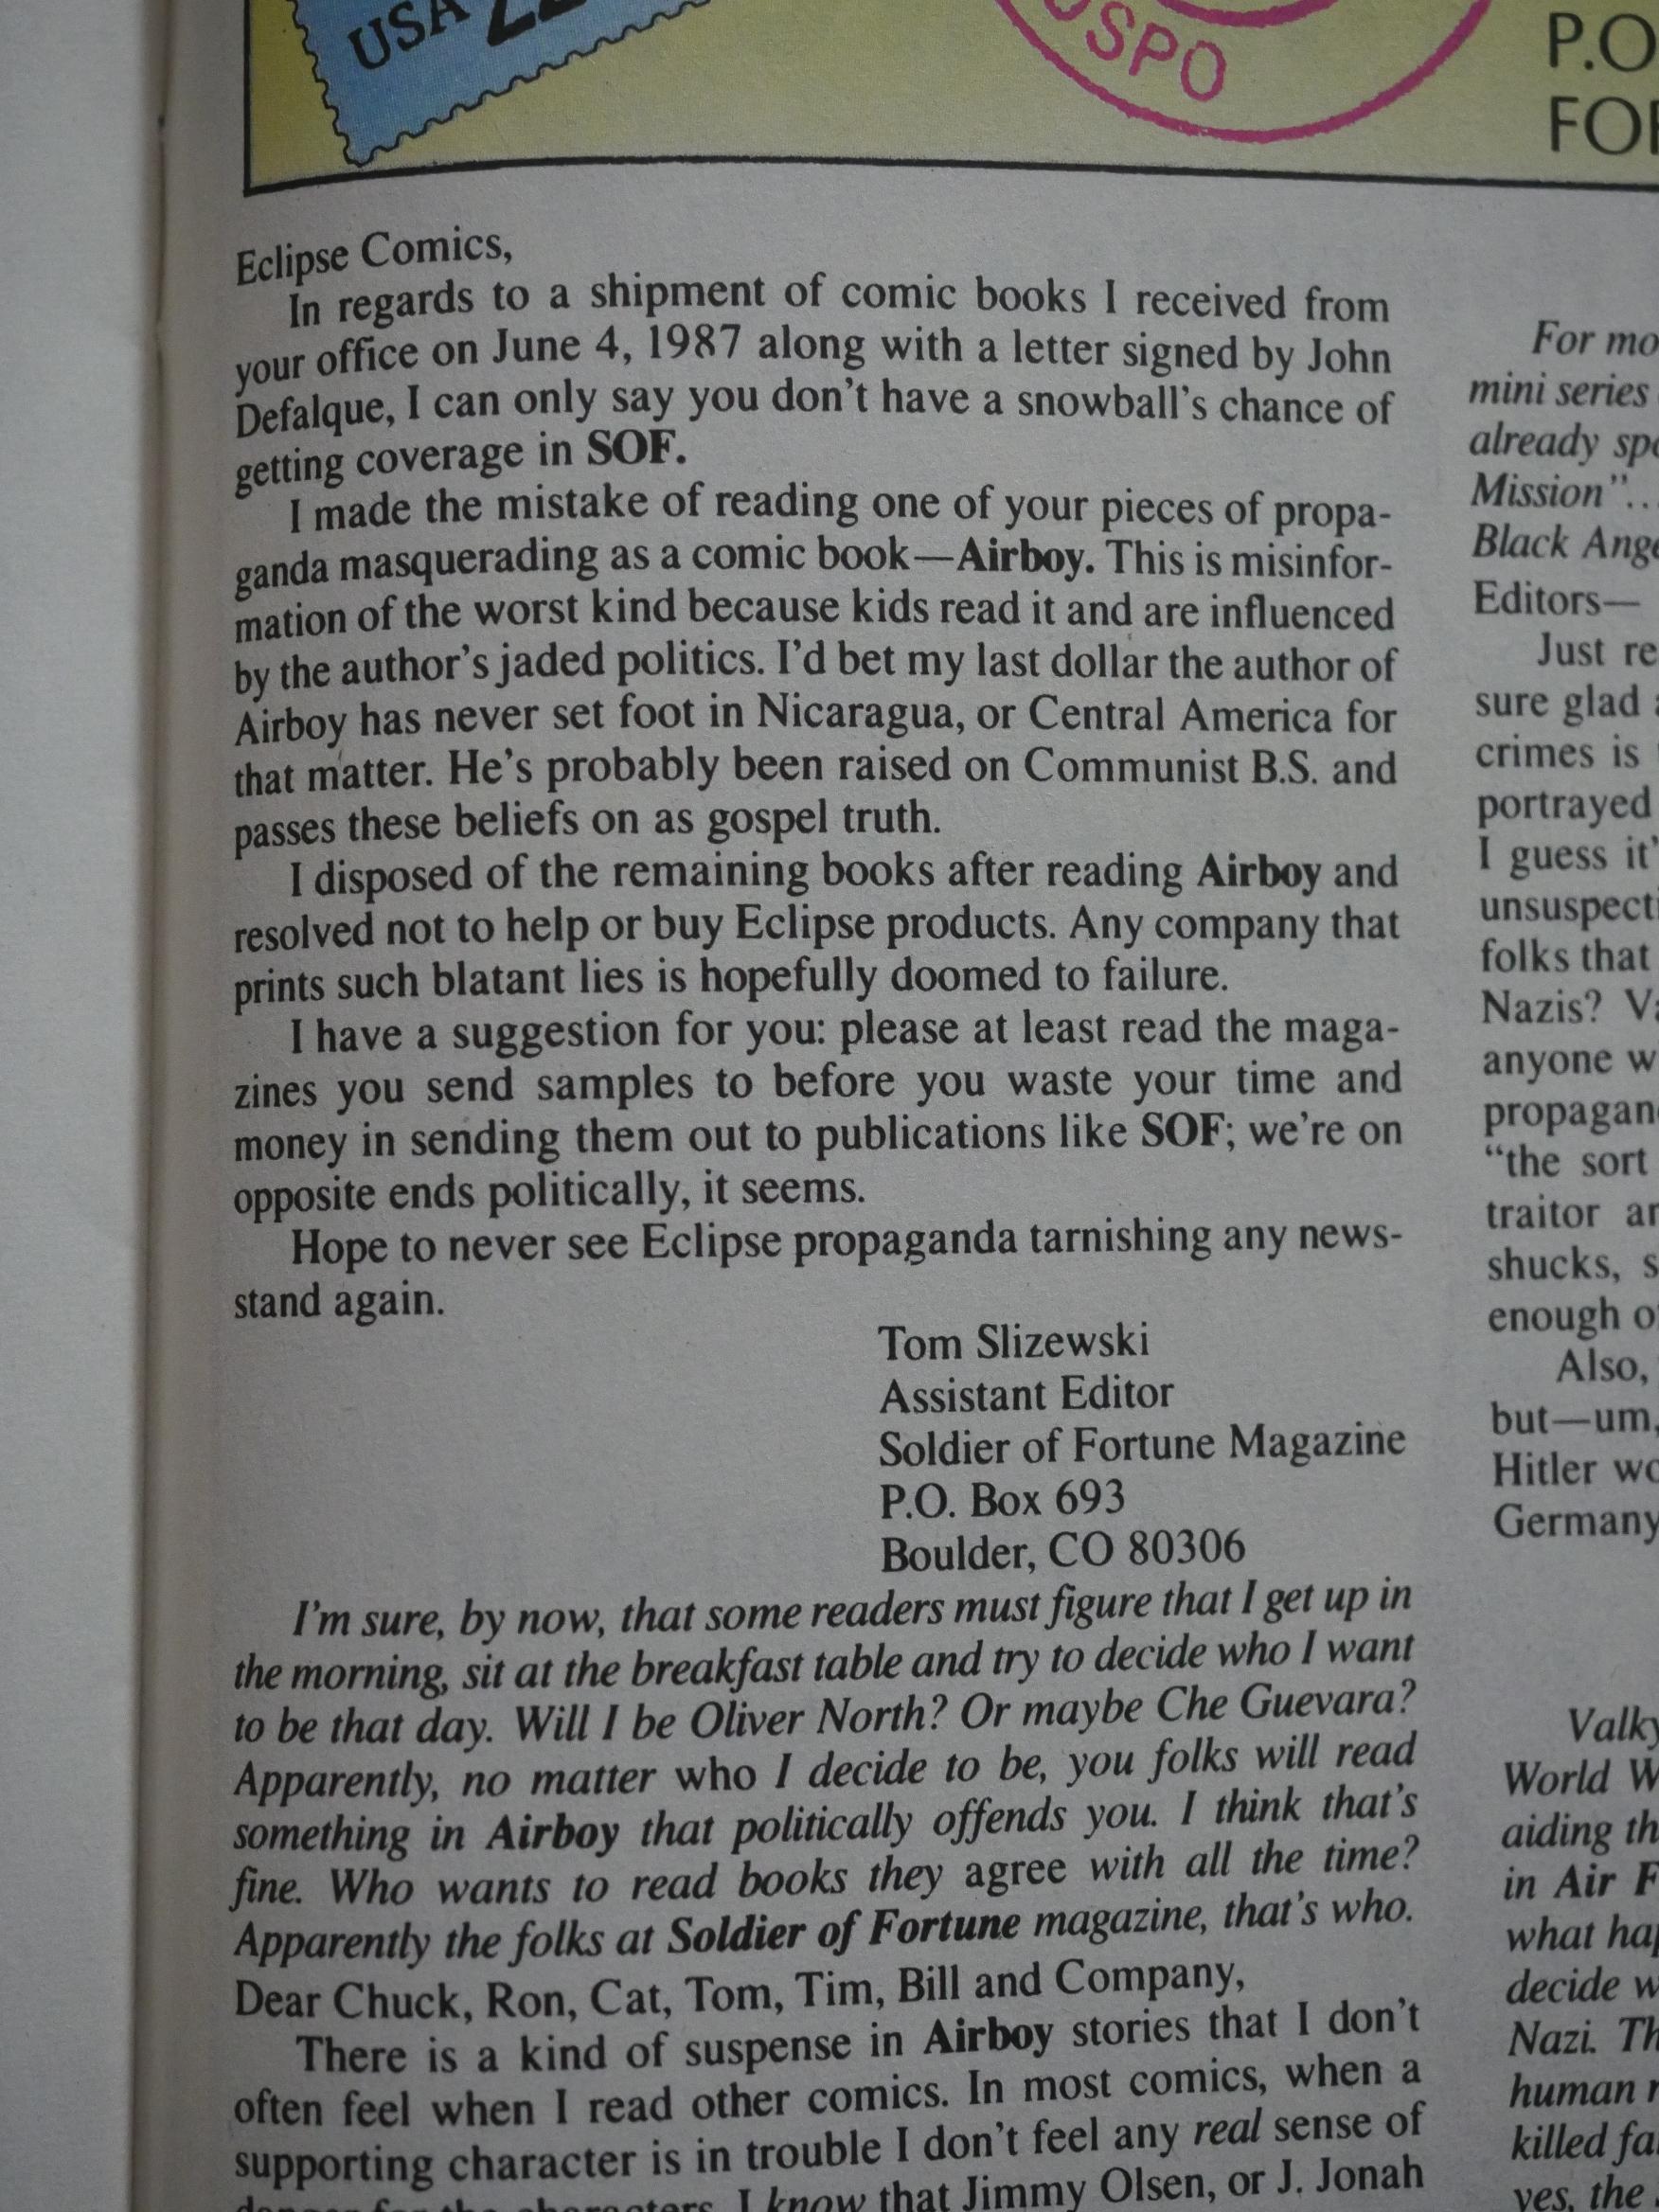 USA
USPO
P.O
Eclipse Comics,
In regards to a shipment of comic books I received from
your office on June 4, 1987 along with a letter signed by John
Defalque, I can only say you don't have a snowball's chance of
getting coverage in SOF.
I made the mistake of reading one of your pieces of propa-
ganda masquerading as a comic book—Airboy. This is misinfor-
mation of the worst kind because kids read it and are influenced
by the author's jaded politics. I'd bet my last dollar the author of
Airboy has never set foot in Nicaragua, or Central America for
that matter. He's probably been raised on Communist B.S. and
passes these beliefs on as gospel truth.
I disposed of the remaining books after reading Airboy and
resolved not to help or buy Eclipse products. Any company that
prints such blatant lies is hopefully doomed to failure.
I have a suggestion for you: please at least read the maga-
zines you send samples to before you waste your time and
money in sending them out to publications like SOF; we're on
opposite ends politically, it seems.
Hope to never see Eclipse propaganda tarnishing any news-
stand again.
Tom Slizewski
Assistant Editor
Soldier of Fortune Magazine
P.O. Box 693
Boulder, CO 80306
I'm sure, by now, that some readers must figure that I get up in
the morning, sit at the breakfast table and try to decide who I want
to be that day. Will I be Oliver North? Or maybe Che Guevara?
Apparently, no matter who I decide to be, you folks will read
something in Airboy that politically offends you. I think that's
fine. Who wants to read books they agree with all the time?
Apparently the folks at Soldier of Fortune magazine, that's who.
Dear Chuck, Ron, Cat, Tom, Tim, Bill and Company,
There is a kind of suspense in Airboy stories that I don't
often feel when I read other comics. In most comics, when a
supporting character is in trouble I don't feel any real sense of
I know that Jimmy Olsen, or J. Jonah
For
mini series
already
Mission"..
Black
Editors—
Just
sure glad
crimes is
portrayed
I guess
folks that
Nazis?
anyone
"the sort
traitor
shucks,
enough
Also,
but—um,
Hitler
Germany
World
aiding
in Air
what
decide
Nazi.
human
killed
yes, the